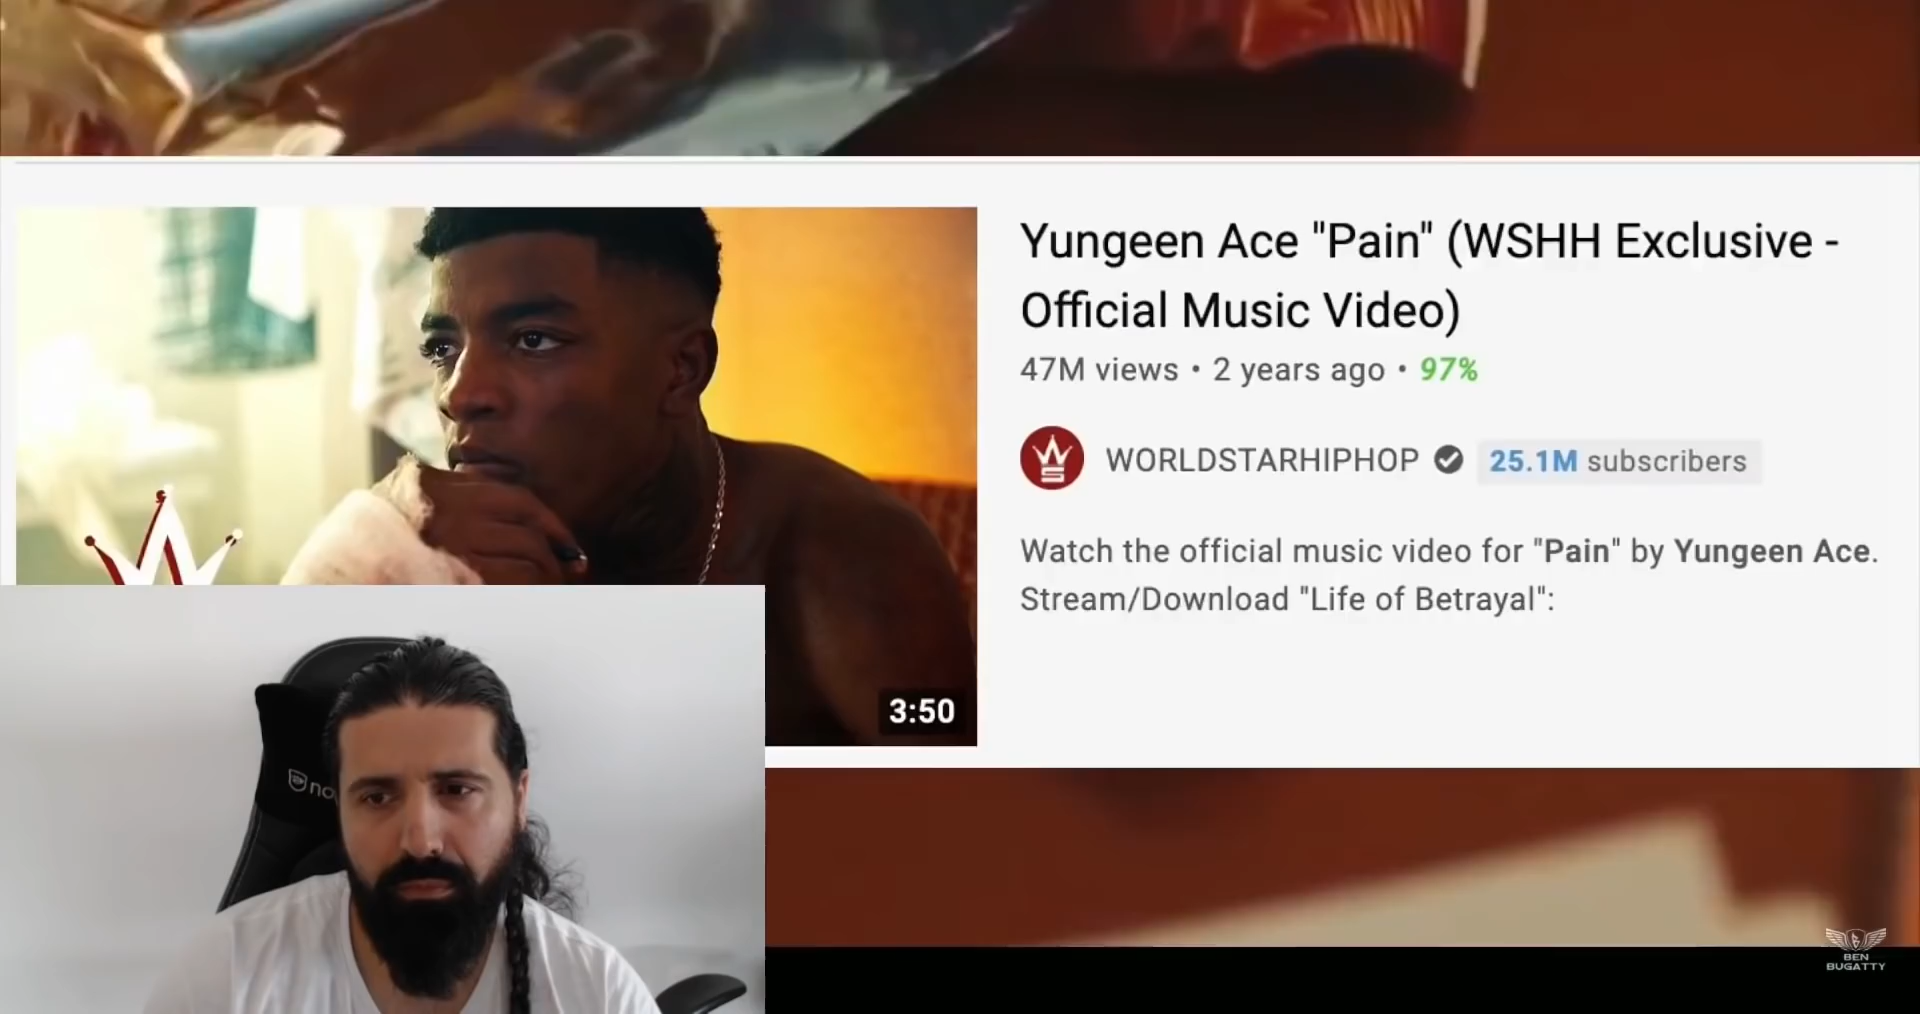 Yungeen Ace "Pain" (WSHH Exclusive -
Official Music Video)
47M views • 2 years ago • 97%
WORLDSTARHIPHOP 25.1M subscribers
Watch the official music video for "Pain" by Yungeen Ace.
Stream/Download "Life of Betrayal":
3:50
no
BEN
BUGATTY